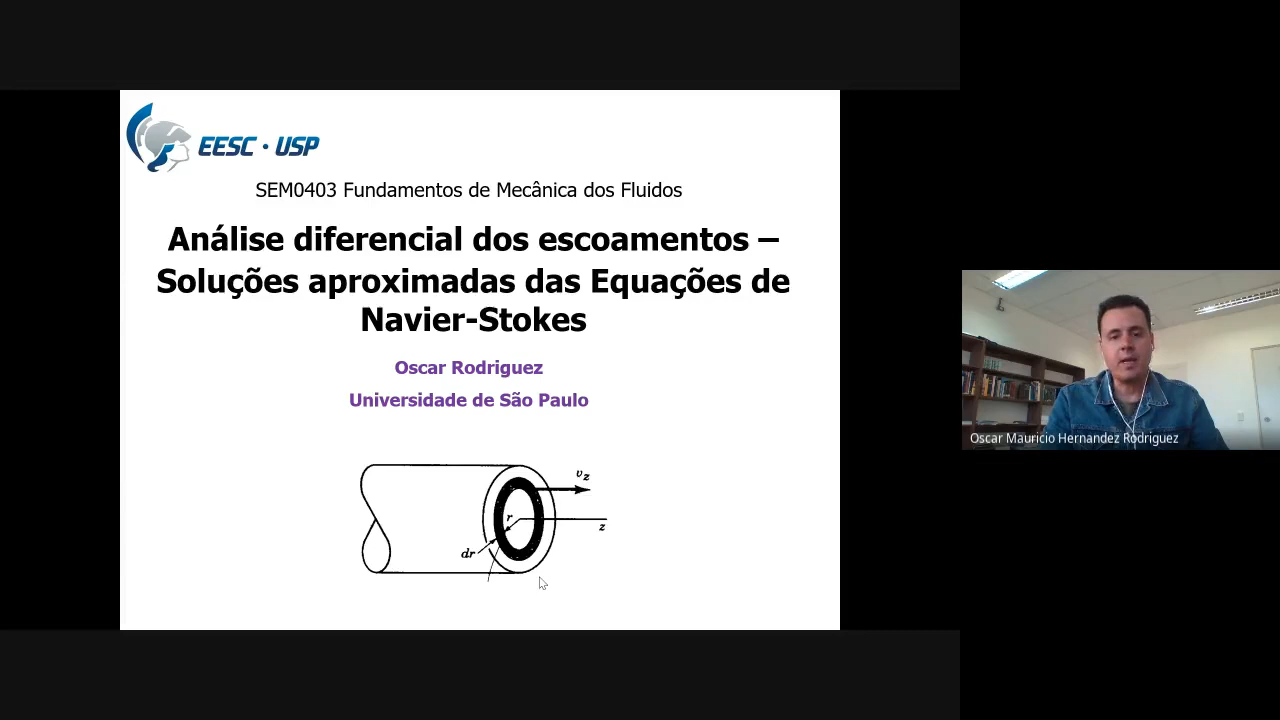 EESC • USP
SEM0403 Fundamentos de Mecânica dos Fluidos
Análise diferencial dos escoamentos –
Soluções aproximadas das Equações de
Navier-Stokes
Oscar Rodriguez
Universidade de São Paulo
v_z
r
z
dr
Oscar Mauricio Hernandez Rodriguez